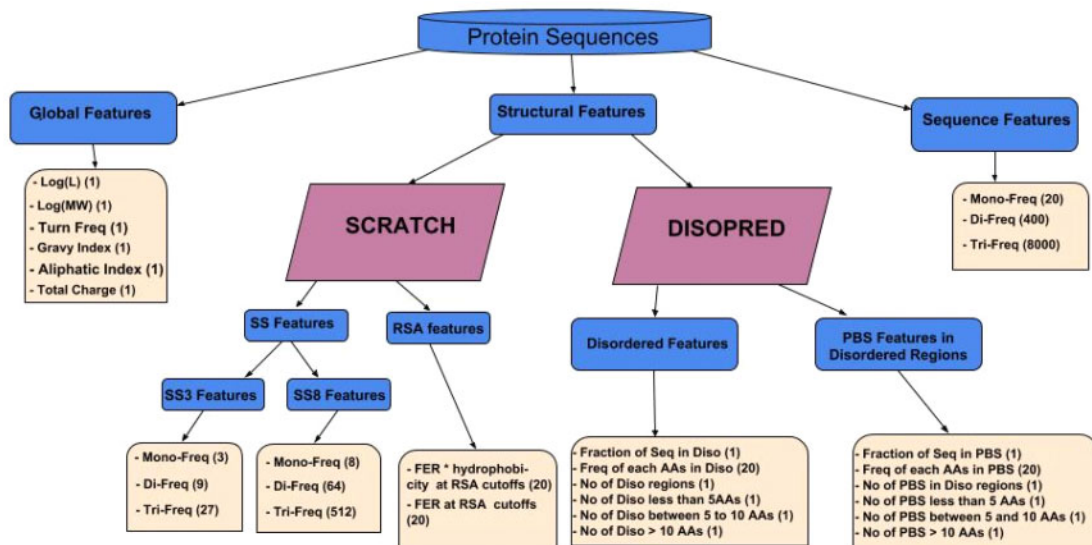 Protein Sequences
Global Features
Structural Features
Sequence Features
- Log(L) (1)
- Log(MW) (1)
- Turn Freq (1)
- Gravy Index (1)
- Aliphatic Index (1)
- Total Charge (1)
SCRATCH
DISOPRED
- Mono-Freq (20)
- Di-Freq (400)
- Tri-Freq (8000)
SS Features
RSA features
Disordered Features
PBS Features in
Disordered Regions
SS3 Features
SS8 Features
- Mono-Freq (3)
- Di-Freq (9)
- Tri-Freq (27)
- Mono-Freq (8)
- Di-Freq (64)
- Tri-Freq (512)
- FER * hydrophobi-
city at RSA cutoffs (20)
- FER at RSA cutoffs
(20)
- Fraction of Seq in Diso (1)
- Freq of each AAs in Diso (20)
- No of Diso regions (1)
- No of Diso less than 5AAs (1)
- No of Diso between 5 to 10 AAs (1)
- No of Diso > 10 AAs (1)
- Fraction of Seq in PBS (1)
- Freq of each AAs in PBS (20)
- No of PBS in Diso regions (1)
- No of PBS less than 5 AAs (1)
- No of PBS between 5 and 10 AAs (1)
- No of PBS > 10 AAs (1)